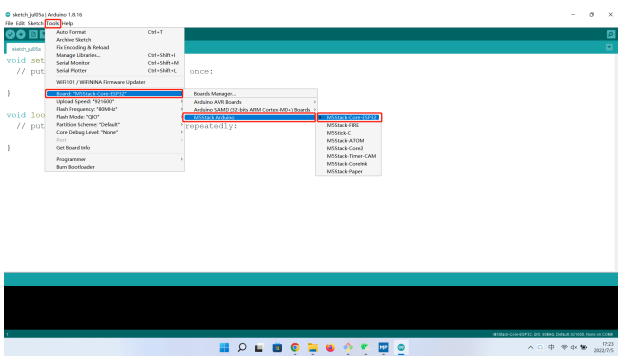 sketch_jul05a | Arduino 1.8.16
File Edit Sketch Tools Help
sketch_jul05a
void set
// put
once:
}
void loo
// put
repeatedly:
}
Auto Format Ctrl+T
Archive Sketch
Fix Encoding & Reload
Manage Libraries... Ctrl+Shift+I
Serial Monitor Ctrl+Shift+M
Serial Plotter Ctrl+Shift+L
WiFi101 / WiFiNINA Firmware Updater
Board: "M5Stack-Core-ESP32"
Upload Speed: "921600"
Flash Frequency: "80MHz"
Flash Mode: "QIO"
Partition Scheme: "Default"
Core Debug Level: "None"
Port
Get Board Info
Programmer
Burn Bootloader
Boards Manager...
Arduino AVR Boards
Arduino SAMD (32-bits ARM Cortex-M0+) Boards
M5Stack Arduino
M5Stack-Core-ESP32
M5Stack-FIRE
M5Stick-C
M5Stack-ATOM
M5Stack-Core2
M5Stack-Timer-CAM
M5Stack-CoreInk
M5Stack-Paper
1
中
17:23
2022/7/5